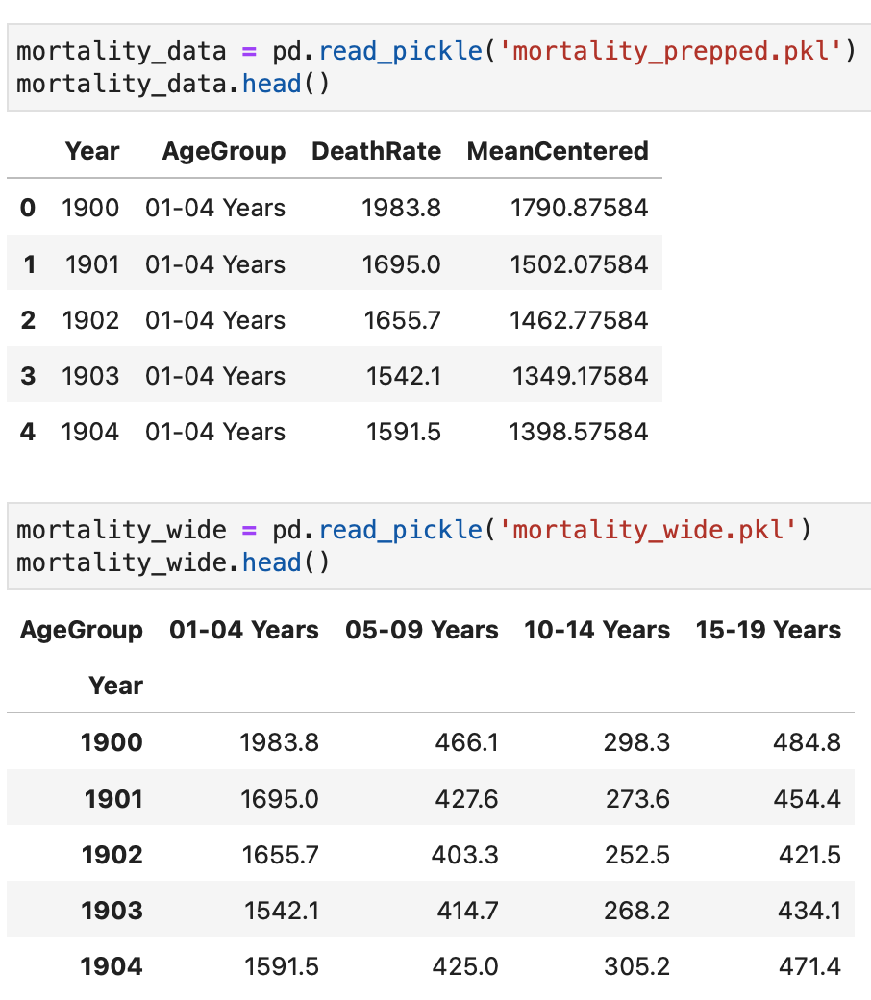 mortality_data = pd.read_pickle('mortality_prepped.pkl')
mortality_data.head()
Year AgeGroup DeathRate MeanCentered
0 1900 01-04 Years 1983.8 1790.87584
1 1901 01-04 Years 1695.0 1502.07584
2 1902 01-04 Years 1655.7 1462.77584
3 1903 01-04 Years 1542.1 1349.17584
4 1904 01-04 Years 1591.5 1398.57584
mortality_wide = pd.read_pickle('mortality_wide.pkl')
mortality_wide.head()
AgeGroup 01-04 Years 05-09 Years 10-14 Years 15-19 Years
Year
1900 1983.8 466.1 298.3 484.8
1901 1695.0 427.6 273.6 454.4
1902 1655.7 403.3 252.5 421.5
1903 1542.1 414.7 268.2 434.1
1904 1591.5 425.0 305.2 471.4